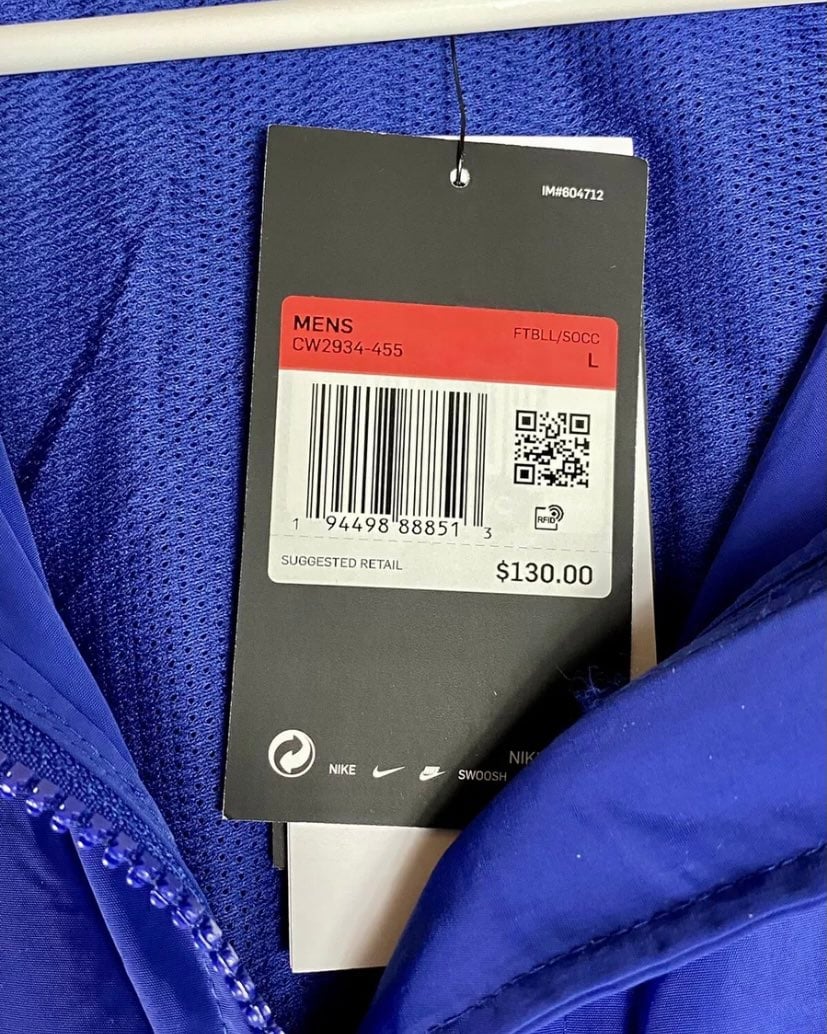 IM#604712
MENS
FTBLL/SOCC
CW2934-455
L
RFID
1 94498 88851 3
SUGGESTED RETAIL
$130.00
NIKE
SWOOSH